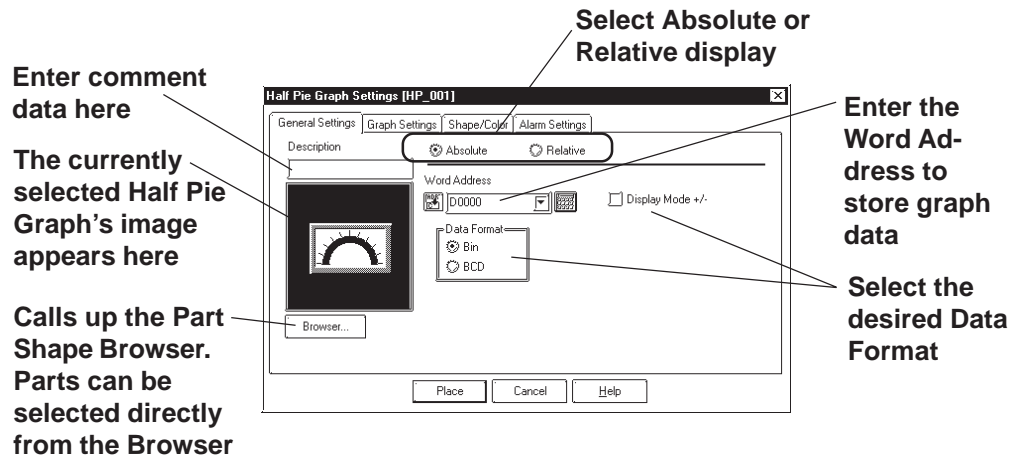 Select Absolute or
Relative display
Enter comment
data here
The currently
selected Half Pie
Graph's image
appears here
Calls up the Part
Shape Browser.
Parts can be
selected directly
from the Browser
Half Pie Graph Settings [HP_001]
General Settings Graph Settings Shape/Color Alarm Settings
Description
Absolute Relative
Word Address
D0000
Display Mode +/-
Data Format
Bin
BCD
Browser...
Place Cancel Help
Enter the
Word Ad-
dress to
store graph
data
Select the
desired Data
Format